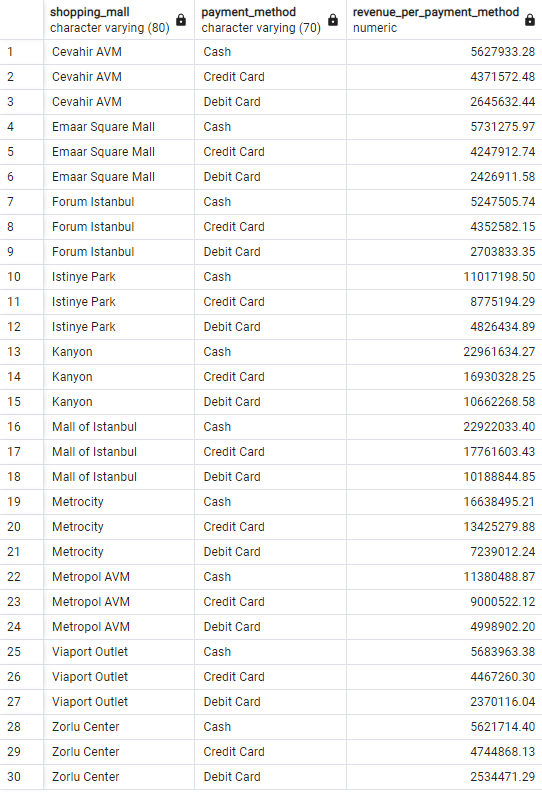 shopping_mall payment_method revenue_per_payment_method
character varying (80) character varying (70) numeric
1 Cevahir AVM Cash 5627933.28
2 Cevahir AVM Credit Card 4371572.48
3 Cevahir AVM Debit Card 2645632.44
4 Emaar Square Mall Cash 5731275.97
5 Emaar Square Mall Credit Card 4247912.74
6 Emaar Square Mall Debit Card 2426911.58
7 Forum Istanbul Cash 5247505.74
8 Forum Istanbul Credit Card 4352582.15
9 Forum Istanbul Debit Card 2703833.35
10 Istinye Park Cash 11017198.50
11 Istinye Park Credit Card 8775194.29
12 Istinye Park Debit Card 4826434.89
13 Kanyon Cash 22961634.27
14 Kanyon Credit Card 16930328.25
15 Kanyon Debit Card 10662268.58
16 Mall of Istanbul Cash 22922033.40
17 Mall of Istanbul Credit Card 17761603.43
18 Mall of Istanbul Debit Card 10188844.85
19 Metrocity Cash 16638495.21
20 Metrocity Credit Card 13425279.88
21 Metrocity Debit Card 7239012.24
22 Metropol AVM Cash 11380488.87
23 Metropol AVM Credit Card 9000522.12
24 Metropol AVM Debit Card 4998902.20
25 Viaport Outlet Cash 5683963.38
26 Viaport Outlet Credit Card 4467260.30
27 Viaport Outlet Debit Card 2370116.04
28 Zorlu Center Cash 5621714.40
29 Zorlu Center Credit Card 4744868.13
30 Zorlu Center Debit Card 2534471.29